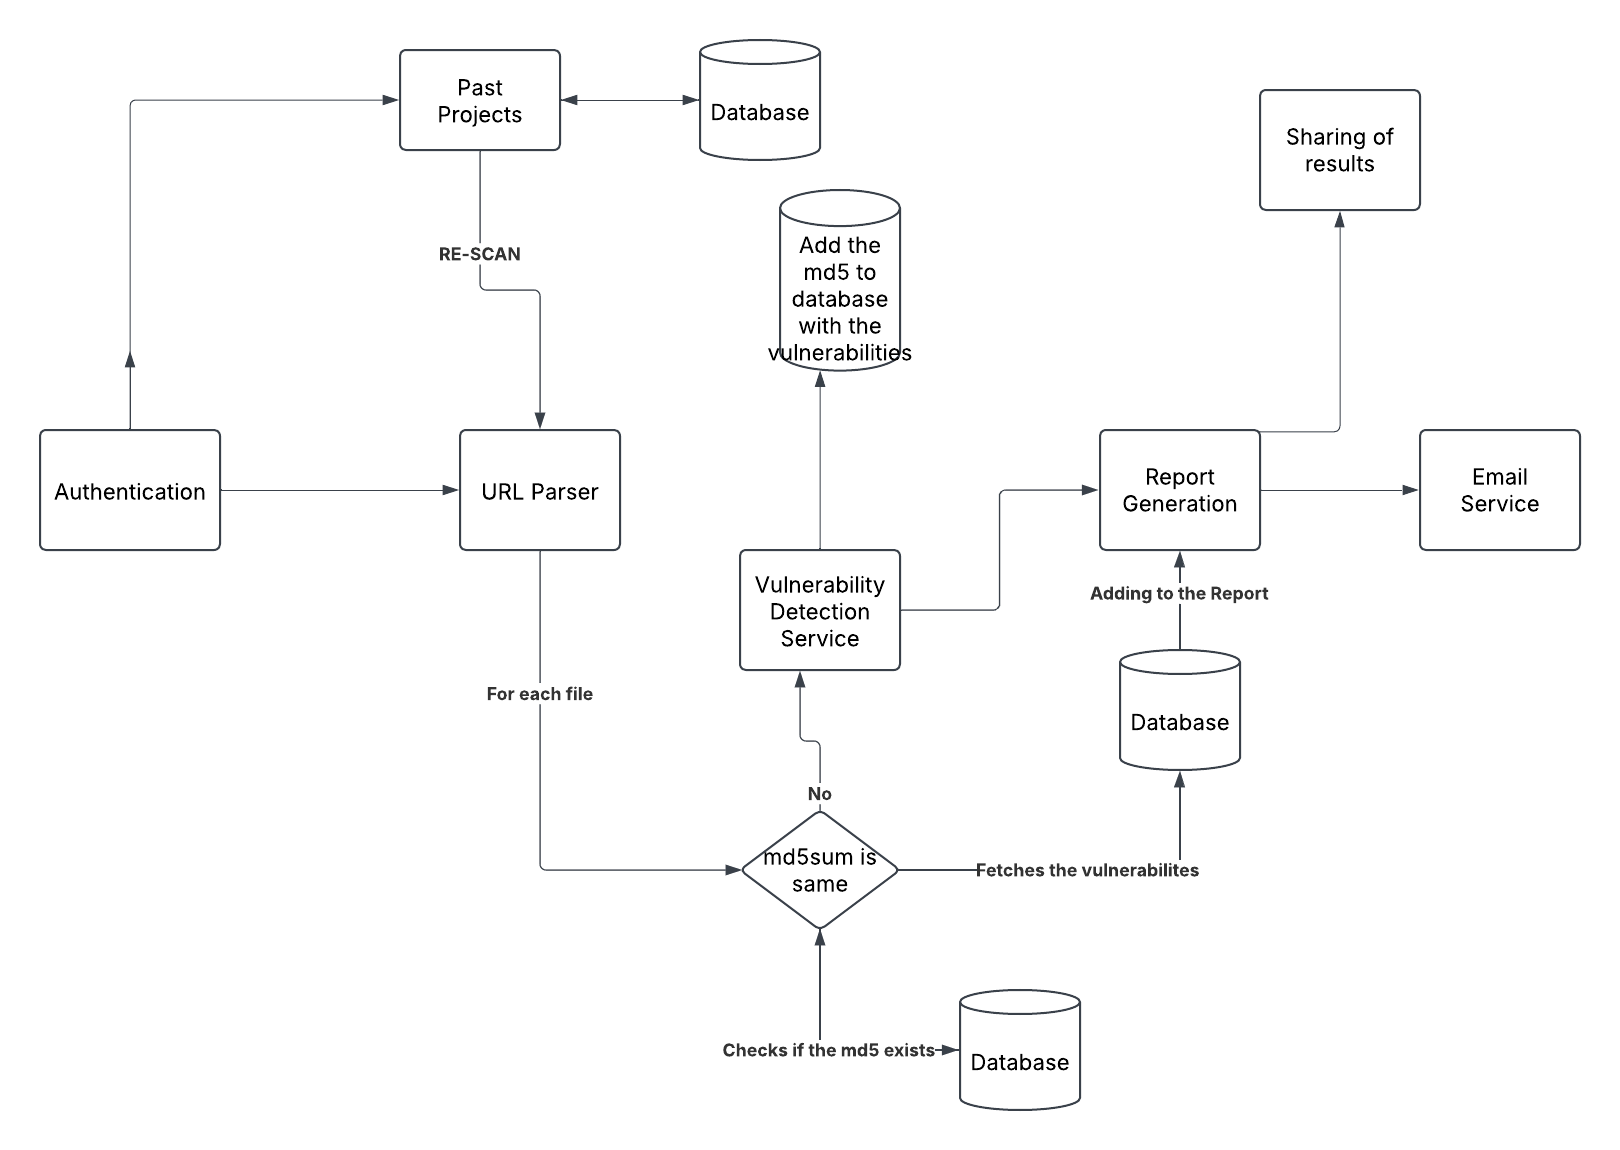 Past
Projects
Database
Sharing of
results
RE-SCAN
Add the
md5 to
database
with the
vulnerabilities
Authentication
URL Parser
Report
Generation
Email
Service
Vulnerability
Detection
Service
Adding to the Report
For each file
Database
No
md5sum is
same
Fetches the vulnerabilites
Checks if the md5 exists
Database